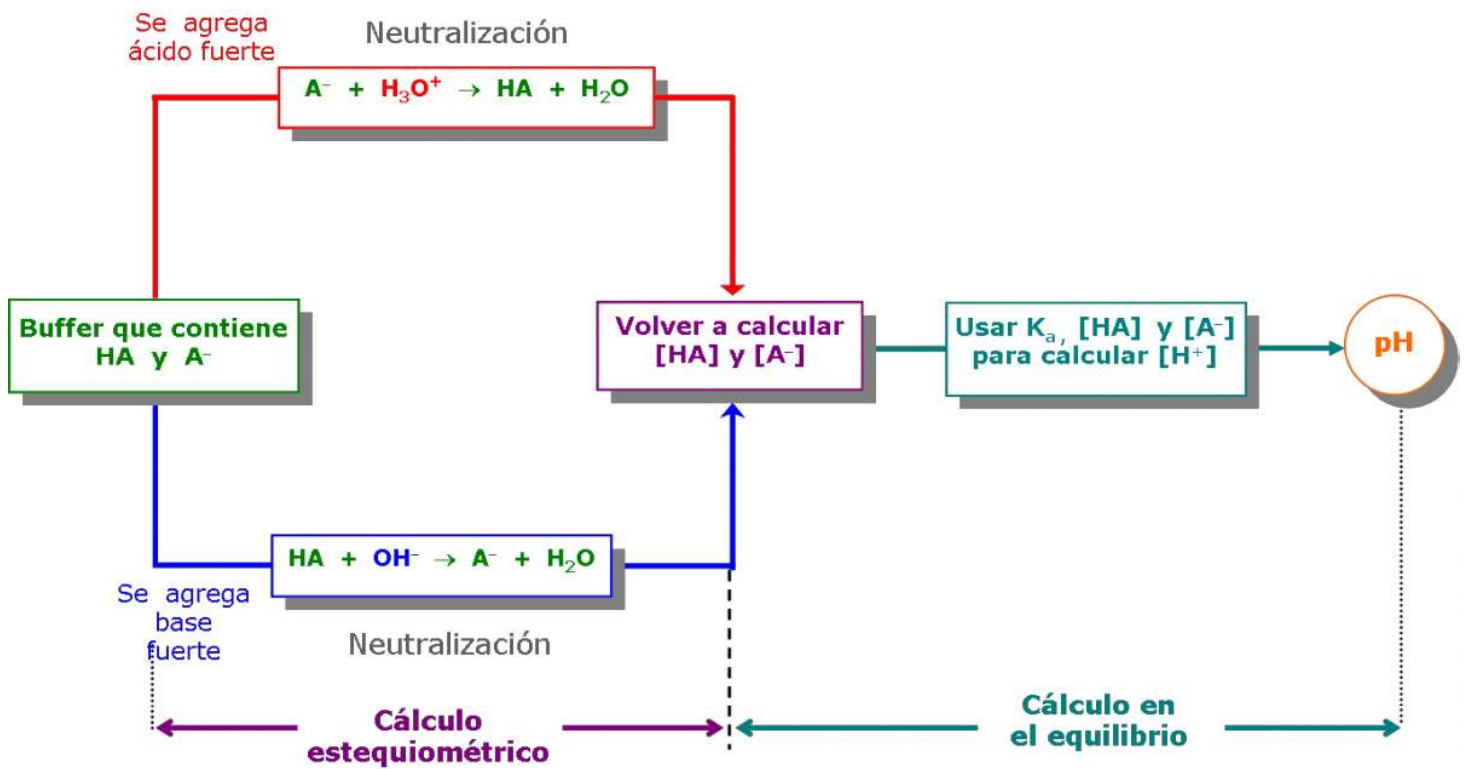 Se agrega
ácido fuerte
Neutralización
A⁻ + H₃O⁺ → HA + H₂O
Buffer que contiene
HA y A⁻
Volver a calcular
[HA] y [A⁻]
Usar Kₐ, [HA] y [A⁻]
para calcular [H⁺]
pH
HA + OH⁻ → A⁻ + H₂O
Se agrega
base
fuerte
Neutralización
Cálculo
estequiométrico
Cálculo en
el equilibrio